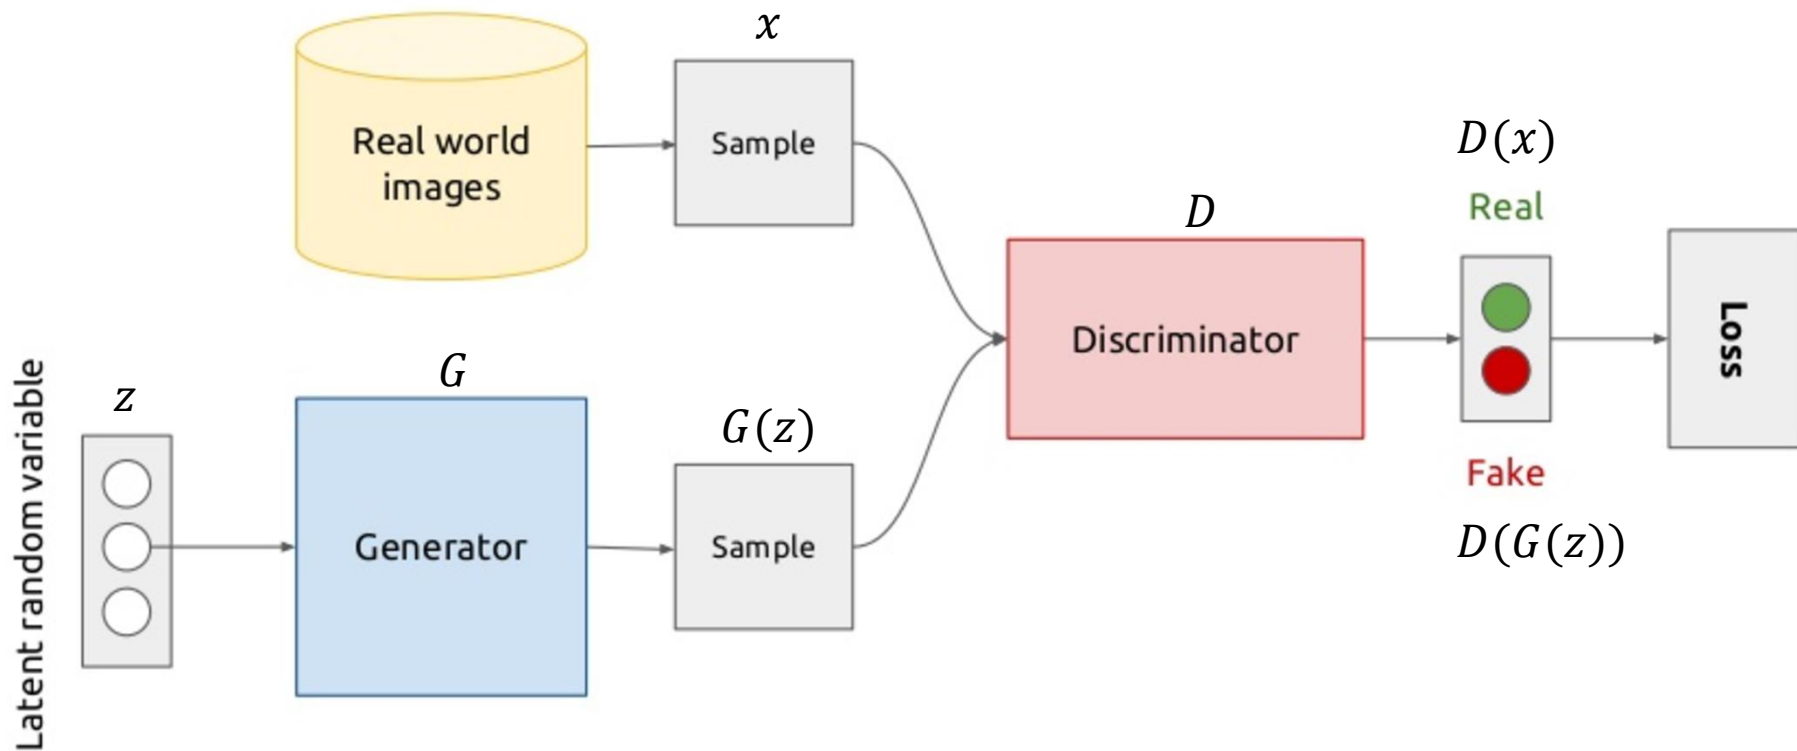 x
Real world
images
Sample
D(x)
Real
D
Discriminator
Loss
Latent random variable
z
G
Generator
G(z)
Sample
Fake
D(G(z))